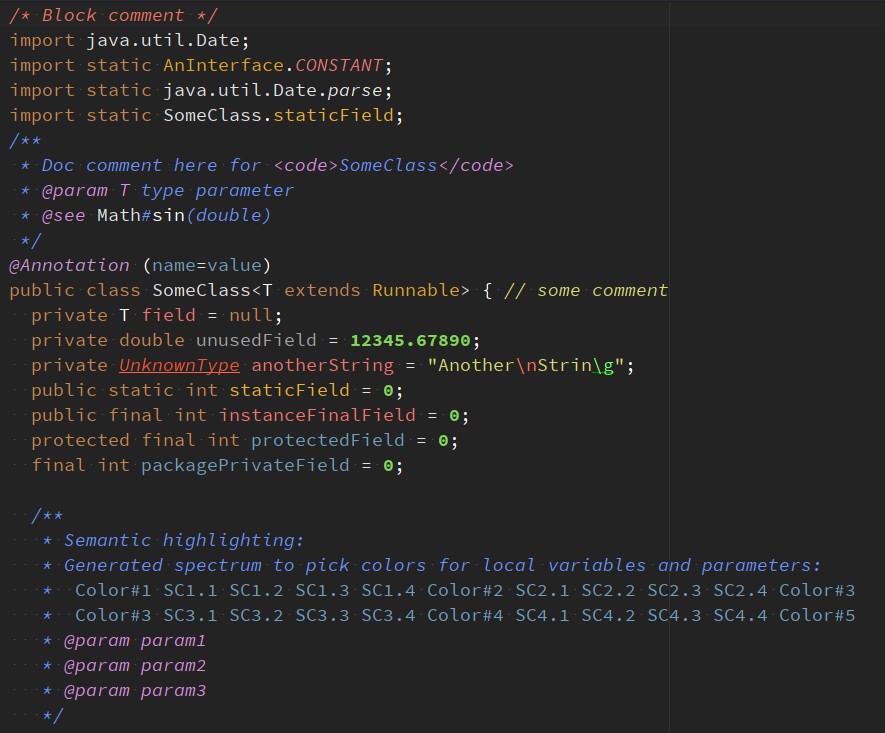 /* Block comment */
import java.util.Date;
import static AnInterface.CONSTANT;
import static java.util.Date.parse;
import static SomeClass.staticField;
/**
 * Doc comment here for <code>SomeClass</code>
 * @param T type parameter
 * @see Math#sin(double)
 */
@Annotation (name=value)
public class SomeClass<T extends Runnable> { // some comment
  private T field = null;
  private double unusedField = 12345.67890;
  private UnknownType anotherString = "Another\nStrin\g";
  public static int staticField = 0;
  public final int instanceFinalField = 0;
  protected final int protectedField = 0;
  final int packagePrivateField = 0;

  /**
   * Semantic highlighting:
   * Generated spectrum to pick colors for local variables and parameters:
   *  Color#1 SC1.1 SC1.2 SC1.3 SC1.4 Color#2 SC2.1 SC2.2 SC2.3 SC2.4 Color#3
   *  Color#3 SC3.1 SC3.2 SC3.3 SC3.4 Color#4 SC4.1 SC4.2 SC4.3 SC4.4 Color#5
   * @param param1
   * @param param2
   * @param param3
   */